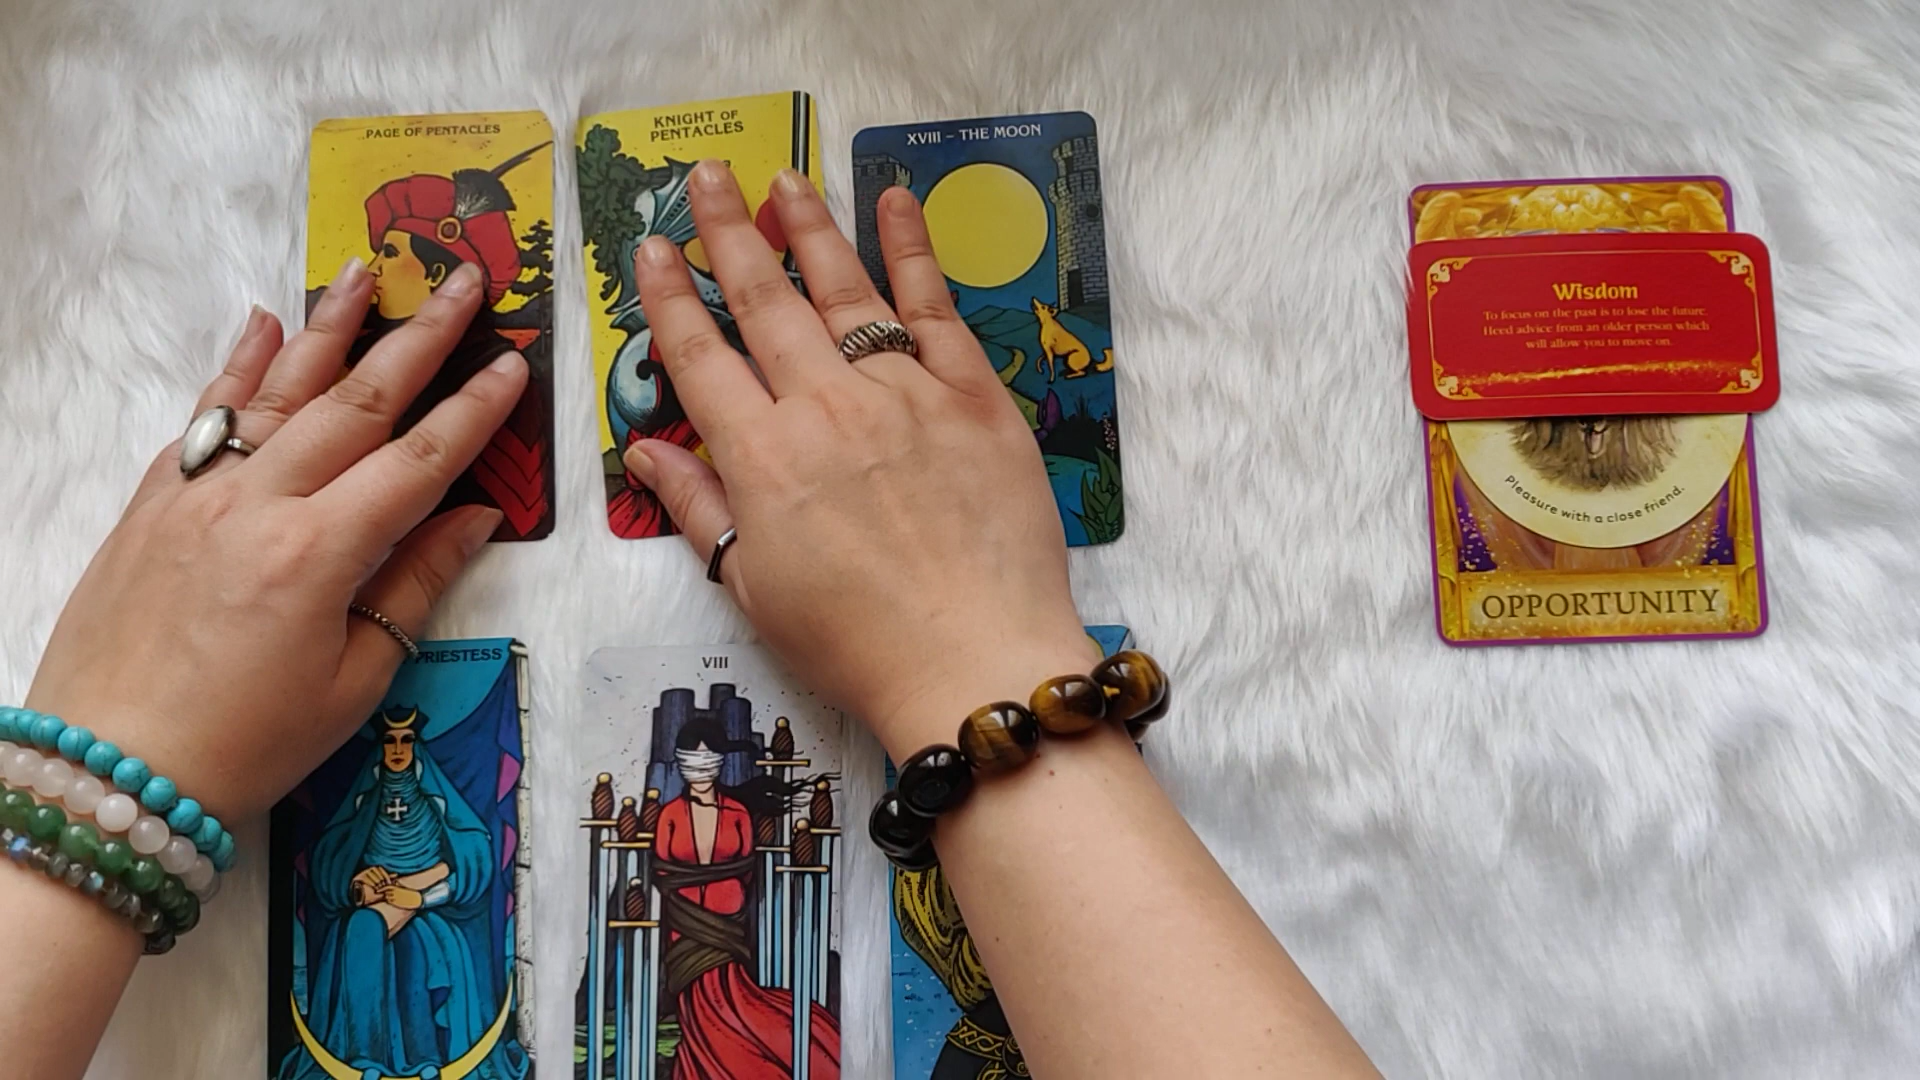 PAGE OF PENTACLES
KNIGHT OF
PENTACLES
XVIII – THE MOON
Wisdom
To focus on the past is to lose the future.
Heed advice from an older person which
will allow you to move on.
Pleasure with a close friend.
OPPORTUNITY
PRIESTESS
VIII